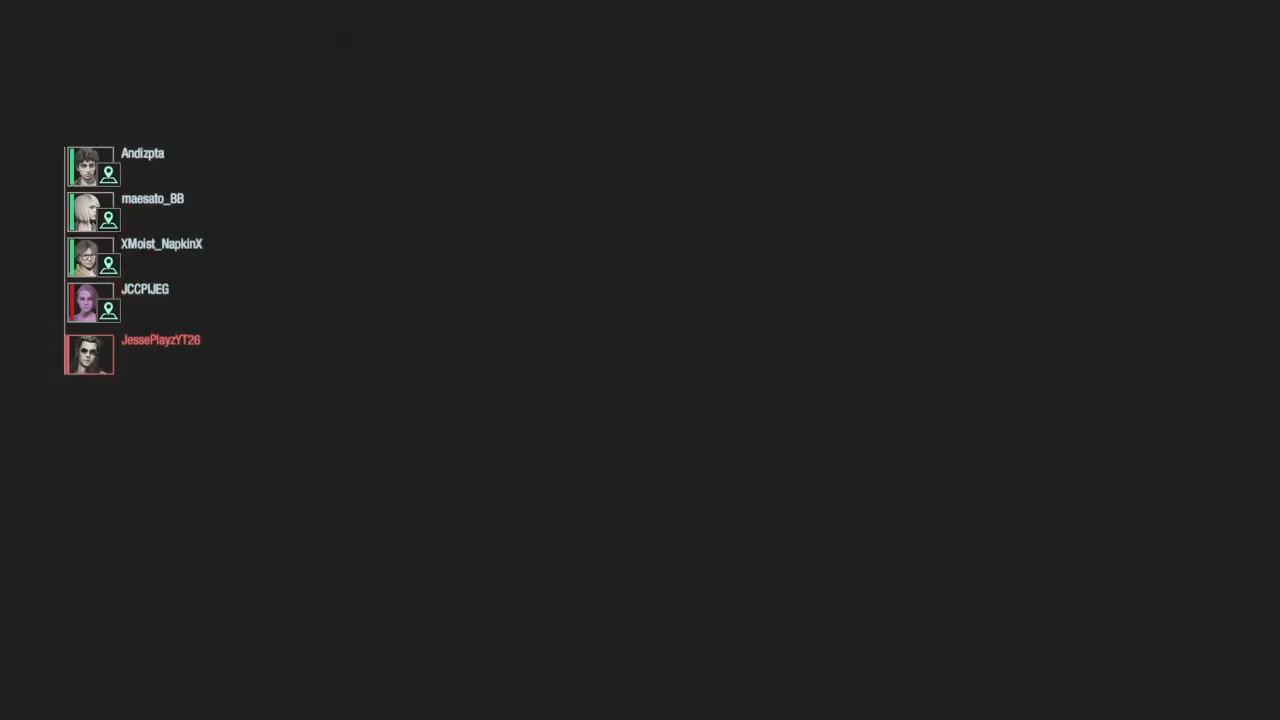 Andizpta
maesato_BB
XMoist_NapkinX
JCCPIJEG
JessePlayzYT26